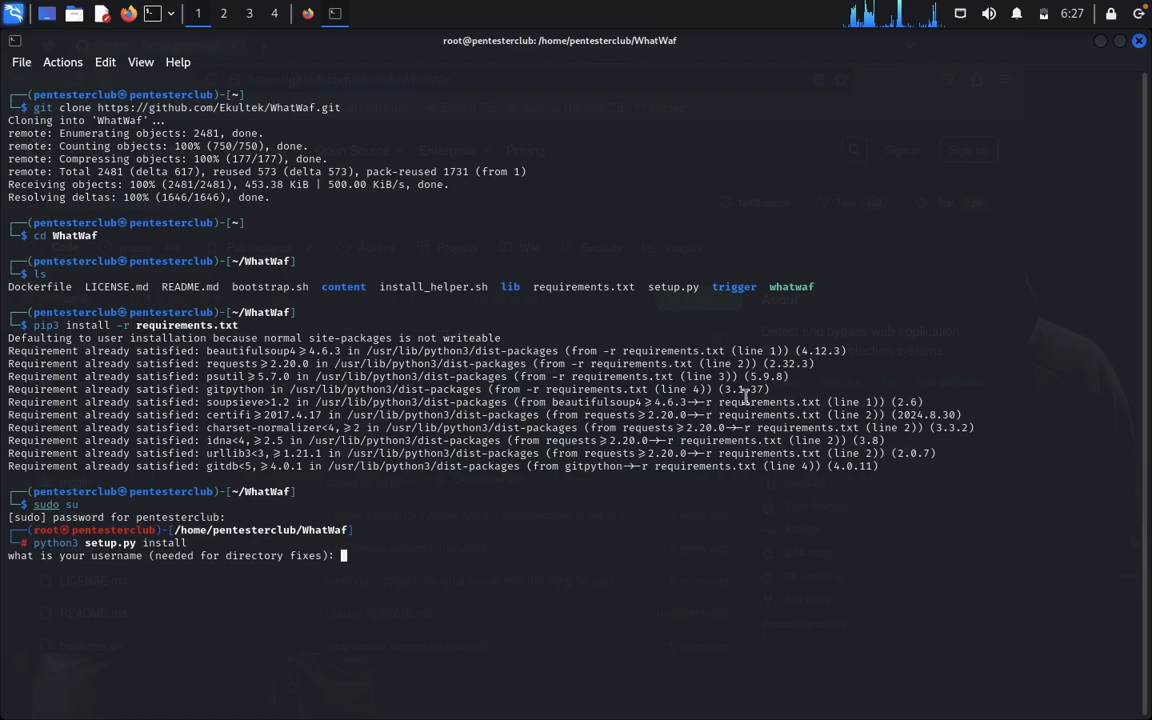 1 2 3 4
6:27
root@pentesterclub: /home/pentesterclub/WhatWaf
File Actions Edit View Help
┌──(pentesterclub㉿pentesterclub)-[~]
└─$ git clone https://github.com/Ekultek/WhatWaf.git
Cloning into 'WhatWaf'...
remote: Enumerating objects: 2481, done.
remote: Counting objects: 100% (750/750), done.
remote: Compressing objects: 100% (177/177), done.
remote: Total 2481 (delta 617), reused 573 (delta 573), pack-reused 1731 (from 1)
Receiving objects: 100% (2481/2481), 453.38 KiB | 500.00 KiB/s, done.
Resolving deltas: 100% (1646/1646), done.
┌──(pentesterclub㉿pentesterclub)-[~]
└─$ cd WhatWaf
┌──(pentesterclub㉿pentesterclub)-[~/WhatWaf]
└─$ ls
Dockerfile LICENSE.md README.md bootstrap.sh content install_helper.sh lib requirements.txt setup.py trigger whatwaf
┌──(pentesterclub㉿pentesterclub)-[~/WhatWaf]
└─$ pip3 install -r requirements.txt
Defaulting to user installation because normal site-packages is not writeable
Requirement already satisfied: beautifulsoup4>=4.6.3 in /usr/lib/python3/dist-packages (from -r requirements.txt (line 1)) (4.12.3)
Requirement already satisfied: requests>=2.20.0 in /usr/lib/python3/dist-packages (from -r requirements.txt (line 2)) (2.32.3)
Requirement already satisfied: psutil>=5.7.0 in /usr/lib/python3/dist-packages (from -r requirements.txt (line 3)) (5.9.8)
Requirement already satisfied: gitpython in /usr/lib/python3/dist-packages (from -r requirements.txt (line 4))
Requirement already satisfied: soupsieve>1.2 in /usr/lib/python3/dist-packages (from beautifulsoup4>=4.6.3->-r requirements.txt (line 1)) (2.6)
Requirement already satisfied: certifi>=2017.4.17 in /usr/lib/python3/dist-packages (from requests>=2.20.0->-r requirements.txt (line 2)) (2024.8.30)
Requirement already satisfied: charset-normalizer<4,>=2 in /usr/lib/python3/dist-packages (from requests>=2.20.0->-r requirements.txt (line 2)) (3.3.2)
Requirement already satisfied: idna<4,>=2.5 in /usr/lib/python3/dist-packages (from requests>=2.20.0->-r requirements.txt (line 2)) (3.8)
Requirement already satisfied: urllib3<3,>=1.21.1 in /usr/lib/python3/dist-packages (from requests>=2.20.0->-r requirements.txt (line 2)) (2.0.7)
Requirement already satisfied: gitdb<5,>=4.0.1 in /usr/lib/python3/dist-packages (from gitpython->-r requirements.txt (line 4)) (4.0.11)
┌──(pentesterclub㉿pentesterclub)-[~/WhatWaf]
└─$ sudo su
[sudo] password for pentesterclub:
┌──(root㉿pentesterclub)-[/home/pentesterclub/WhatWaf]
└─# python3 setup.py install
what is your username (needed for directory fixes):